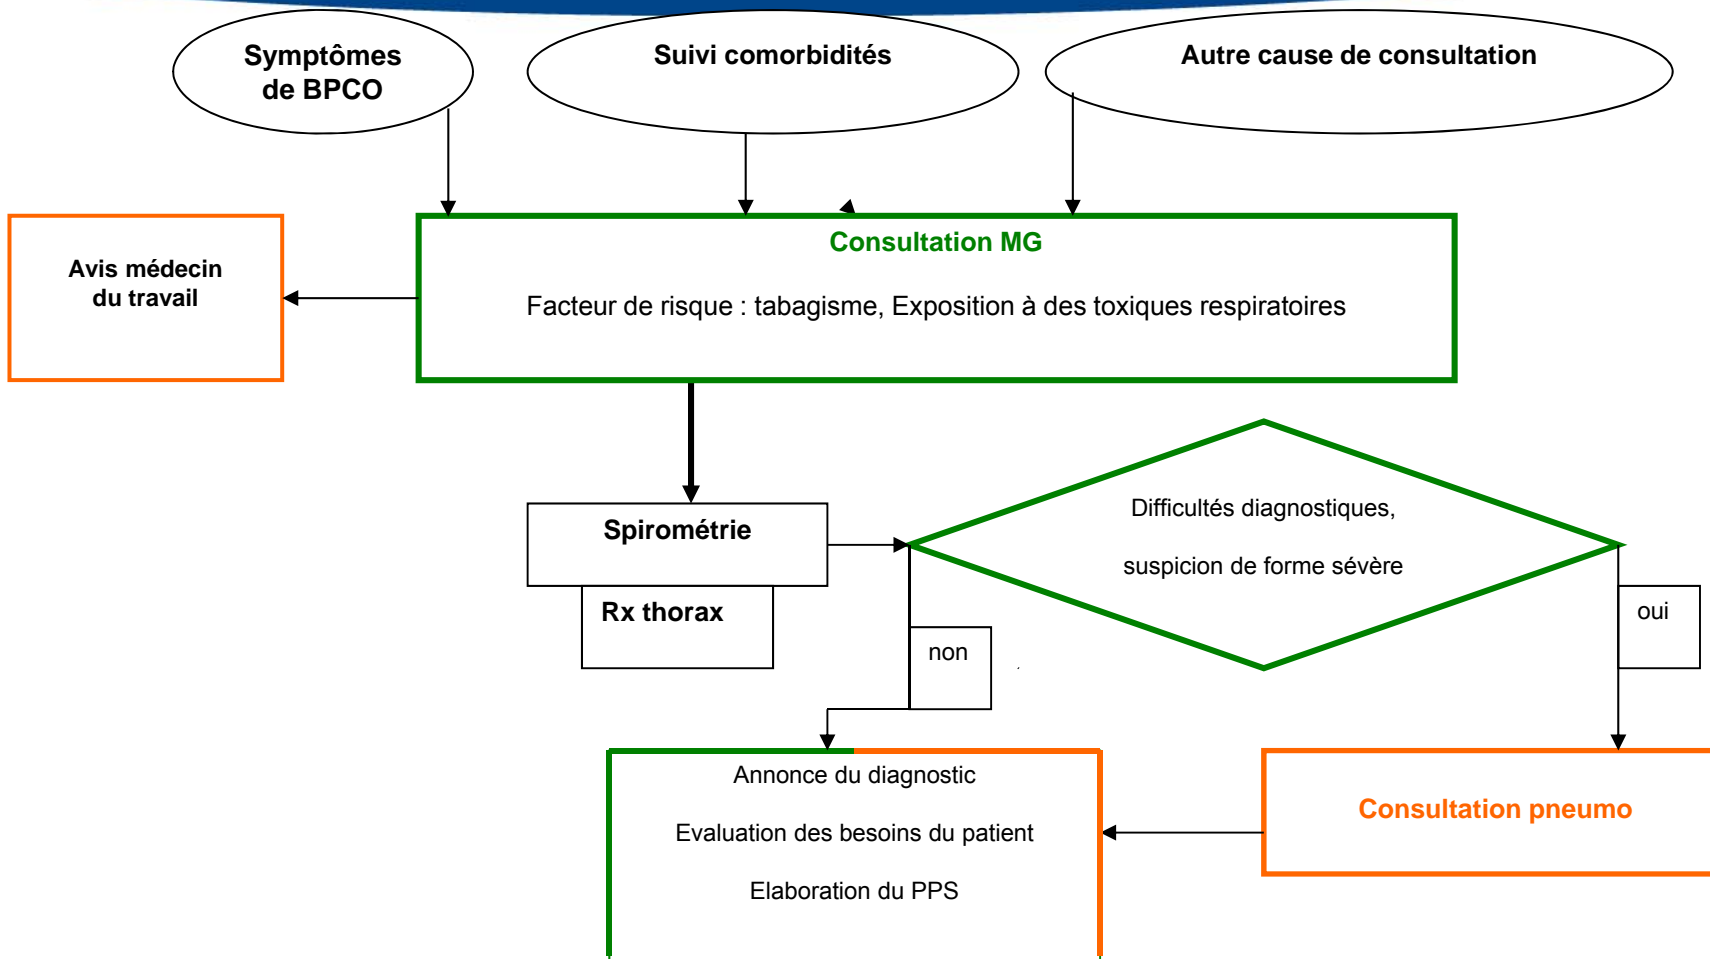 Symptômes
de BPCO
Suivi comorbidités
Autre cause de consultation
Avis médecin
du travail
Consultation MG
Facteur de risque : tabagisme, Exposition à des toxiques respiratoires
Spirométrie
Rx thorax
Difficultés diagnostiques,
suspicion de forme sévère
non
oui
Annonce du diagnostic
Evaluation des besoins du patient
Elaboration du PPS
Consultation pneumo